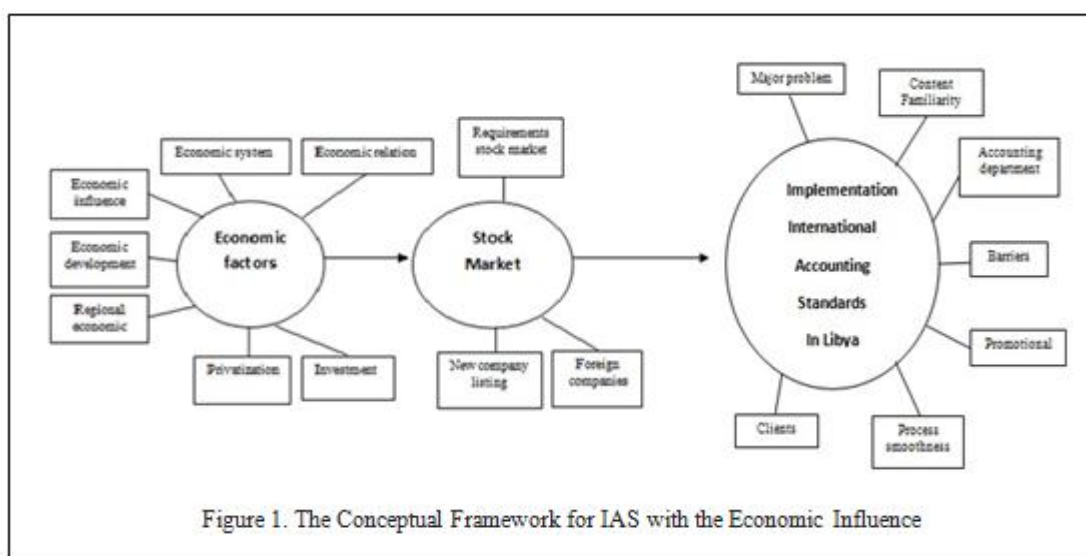 Major problem
Content
Familiarity
Requirements
stock market
Economic system
Economic relation
Accounting
department
Economic
influence
Implementation
International
Accounting
Standards
In Libya
Economic
factors
Stock
Market
Economic
development
Barriers
Regional
economic
Promotional
Privatization
Investment
New company
listing
Foreign
companies
Clients
Process
smoothness
Figure 1. The Conceptual Framework for IAS with the Economic Influence